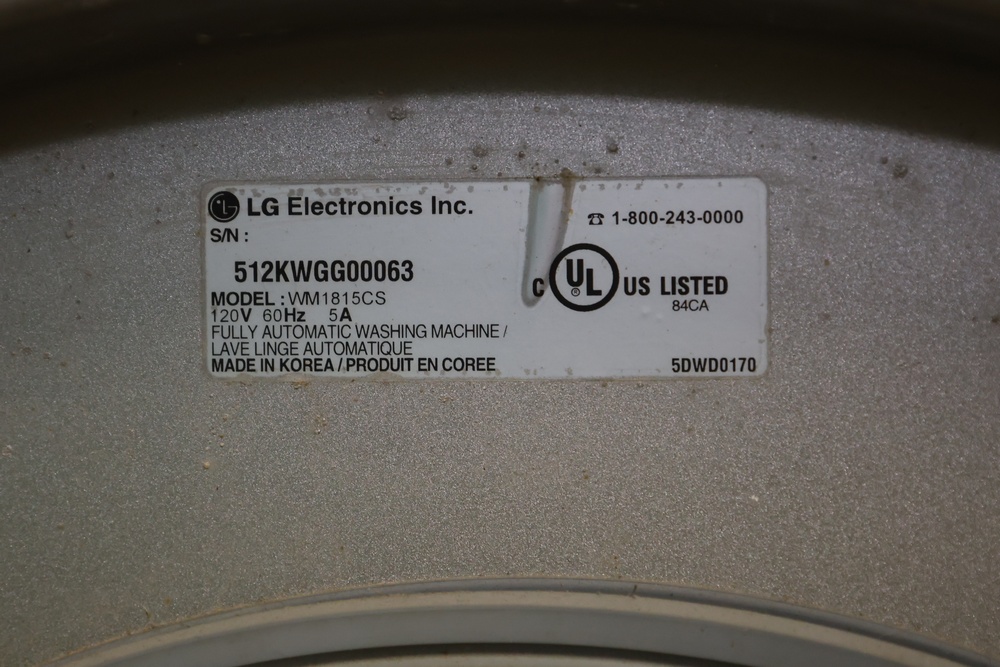 LG Electronics Inc.
☎ 1-800-243-0000
S/N :
512KWGG00063
MODEL : WM1815CS
120V 60Hz 5A
FULLY AUTOMATIC WASHING MACHINE /
LAVE LINGE AUTOMATIQUE
MADE IN KOREA / PRODUIT EN COREE
C UL ® US LISTED
84CA
5DWD0170